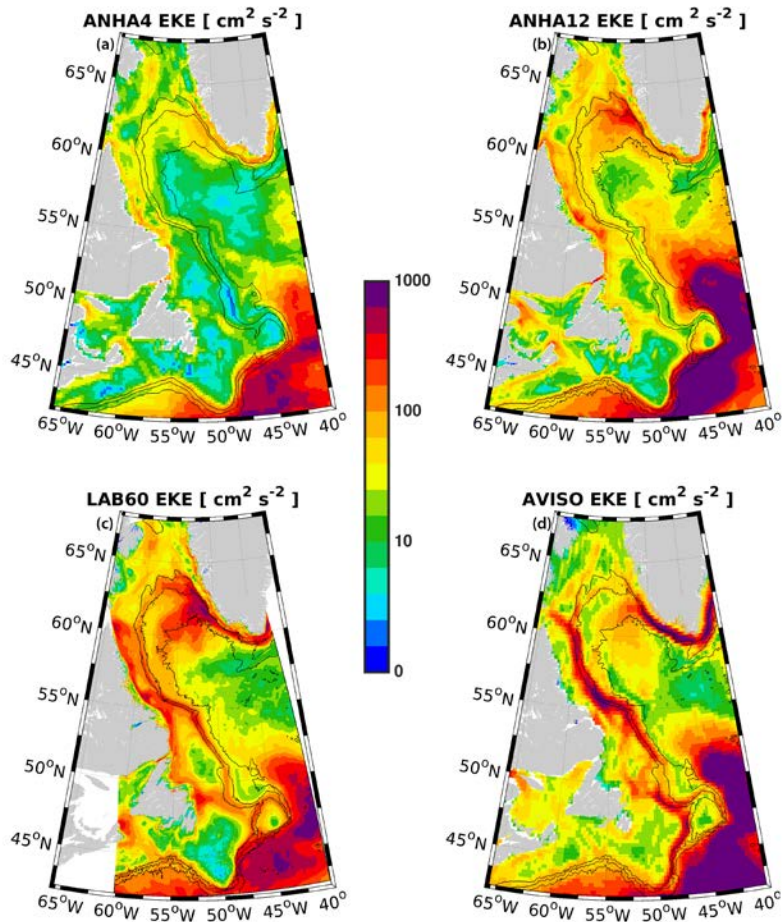 ANHA4 EKE [ cm² s⁻² ]
(a)
65°N
60°N
55°N
50°N
45°N
65°W
60°W
55°W
50°W
45°W
40°
ANHA12 EKE [ cm² s⁻² ]
(b)
65°N
60°N
55°N
50°N
45°N
65°W
60°W
55°W
50°W
45°W
40°
1000
100
10
0
LAB60 EKE [ cm² s⁻² ]
(c)
65°N
60°N
55°N
50°N
45°N
65°W
60°W
55°W
50°W
45°W
40°
AVISO EKE [ cm² s⁻² ]
(d)
65°N
60°N
55°N
50°N
45°N
65°W
60°W
55°W
50°W
45°W
40°